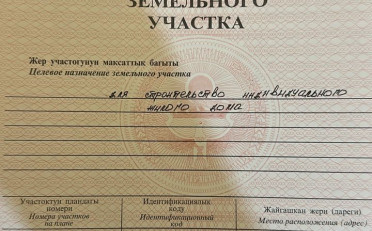 ЗЕМЕЛЬНОГО
УЧАСТКА
Жер участогунун максаттык багыты
Целевое назначение земельного участка
для строительство индивидуального
жилого дома
Участоктун пландагы
номери
Номера участков
на плане
Идентификациялык
коду
Идентификационный
код
Жайгашкан жери (дареги)
Место расположения (адрес)